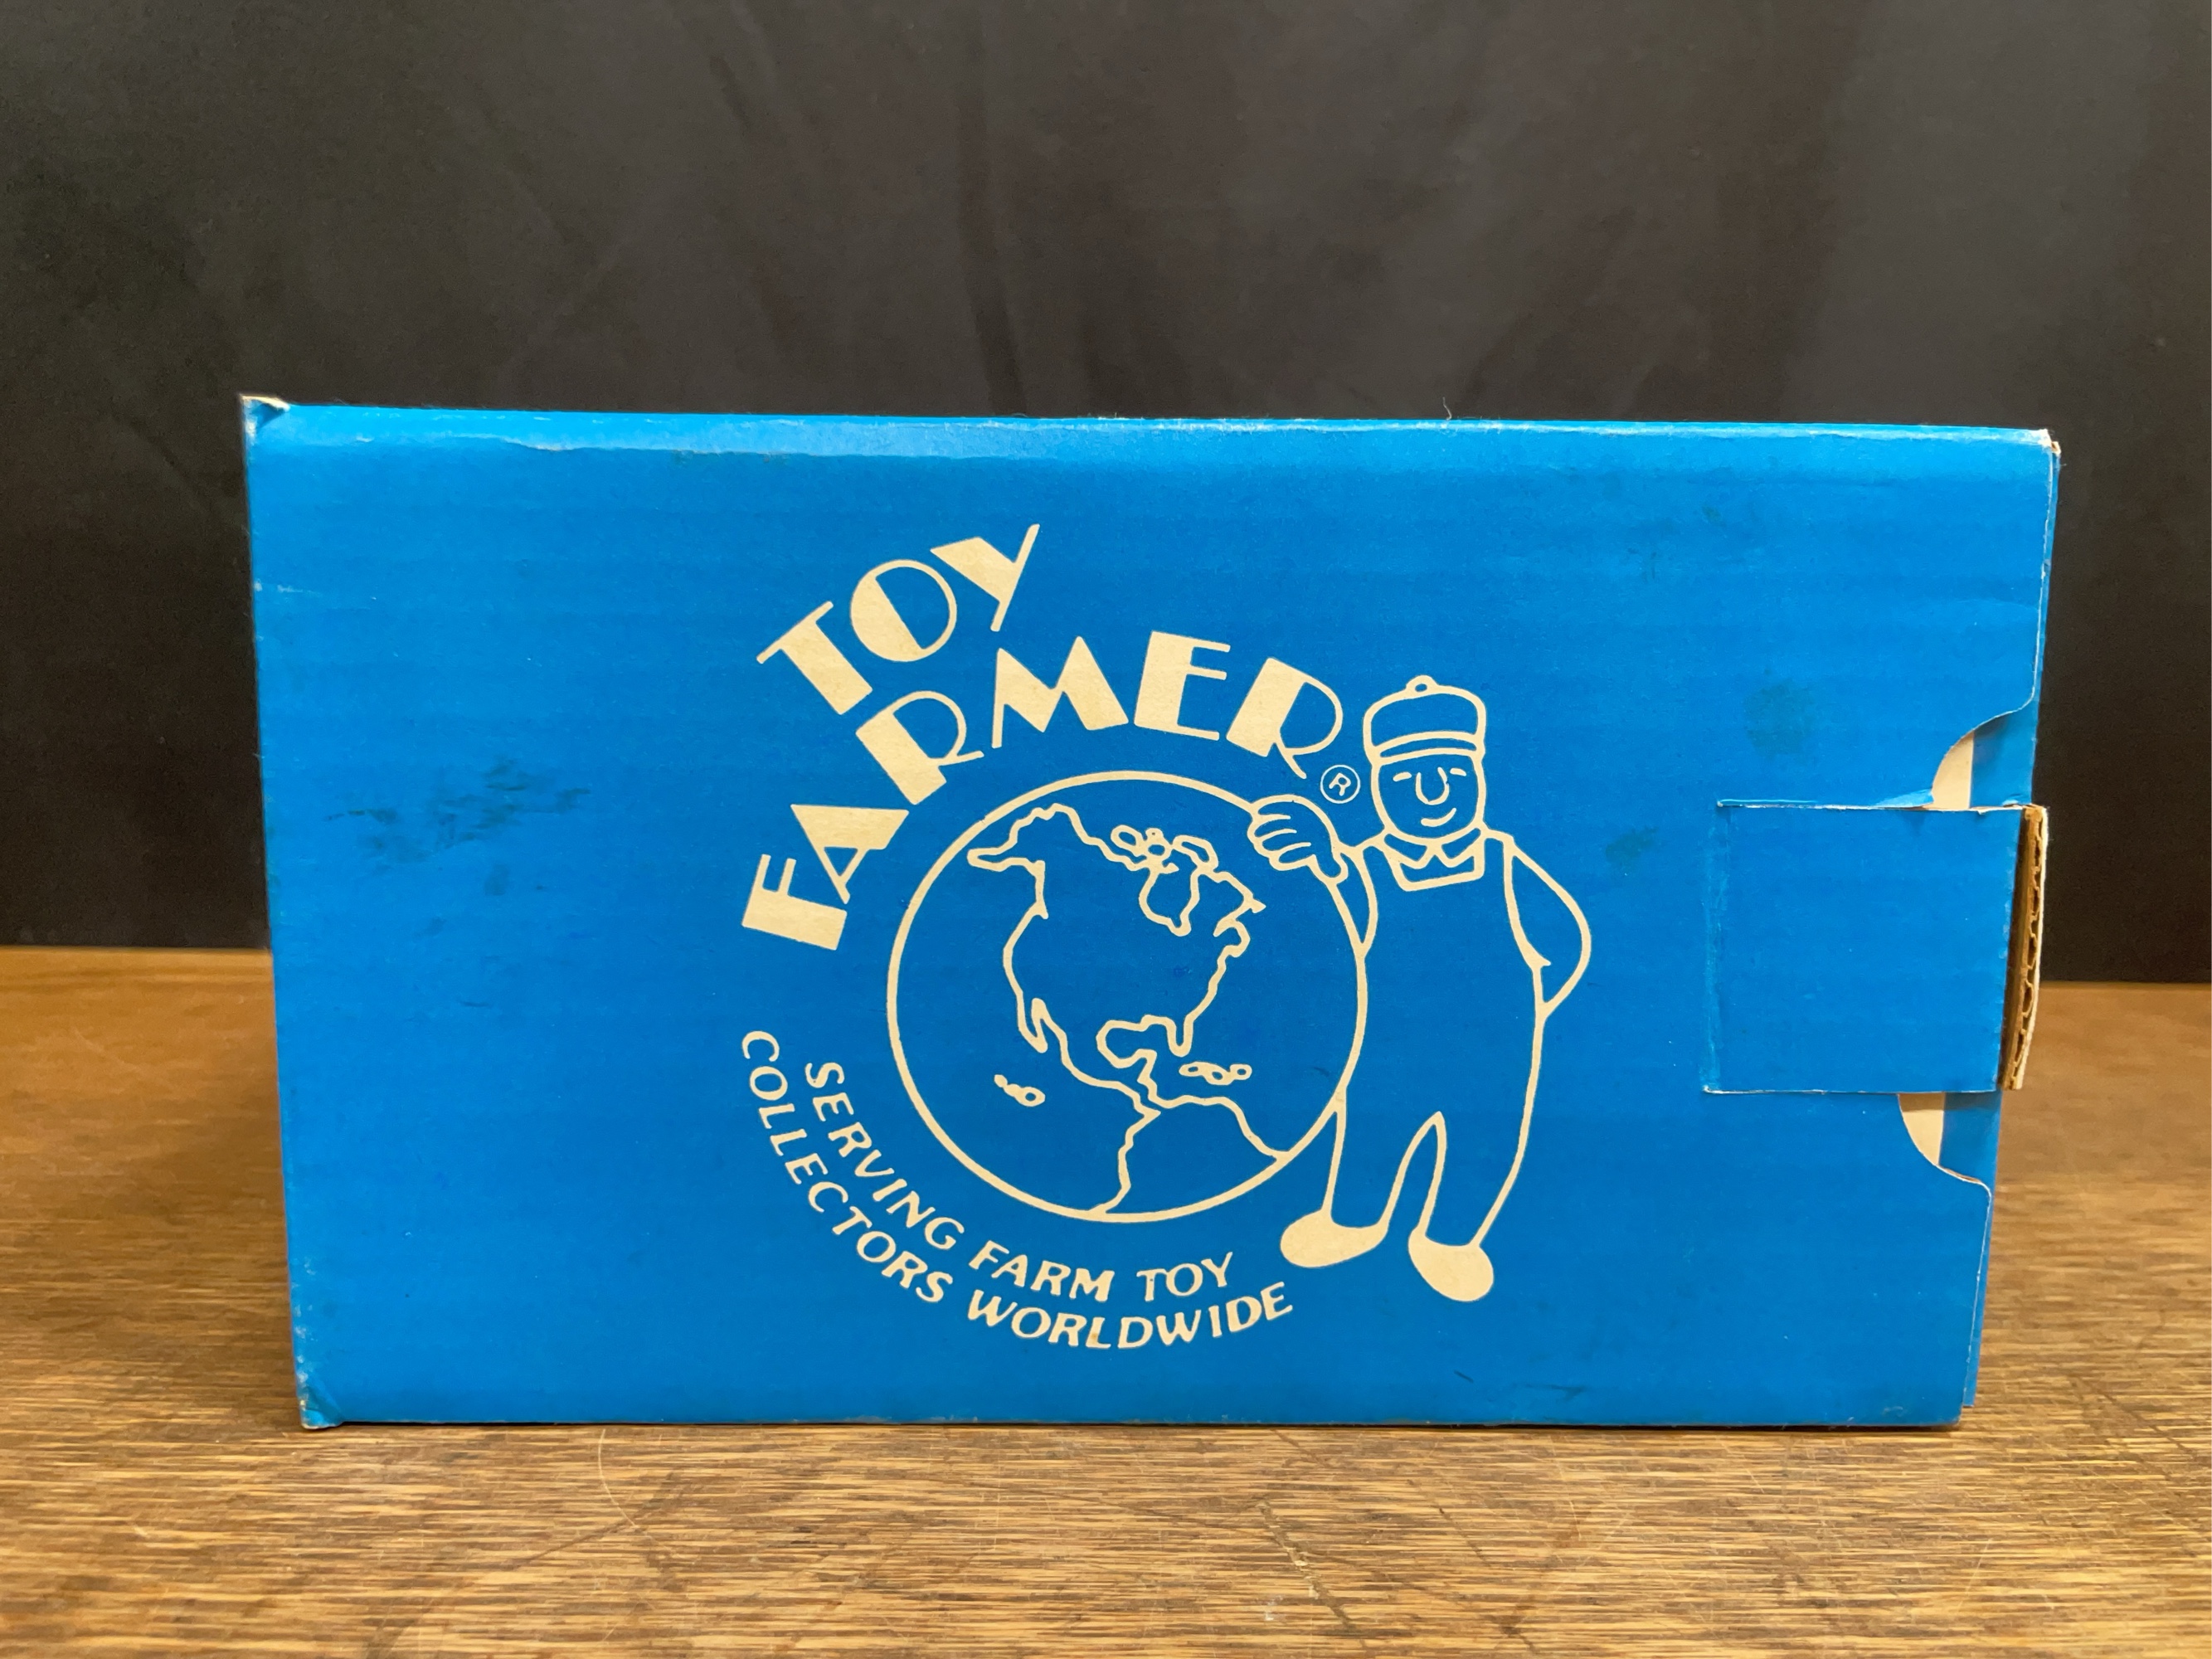 TOY
FARMER®
SERVING FARM TOY
COLLECTORS WORLDWIDE